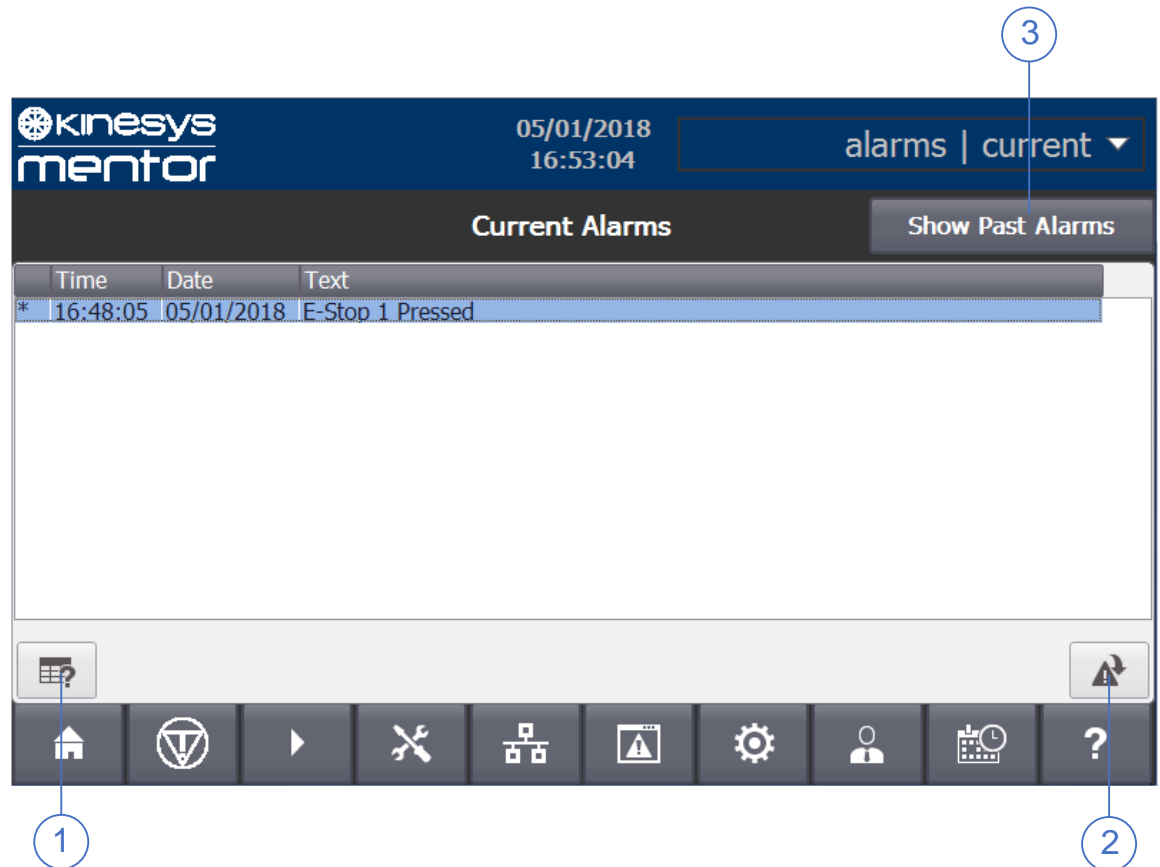 3
kinesys
mentor
05/01/2018
16:53:04
alarms | current
Current Alarms
Show Past Alarms
Time Date Text
* 16:48:05 05/01/2018 E-Stop 1 Pressed
?
?
1
2